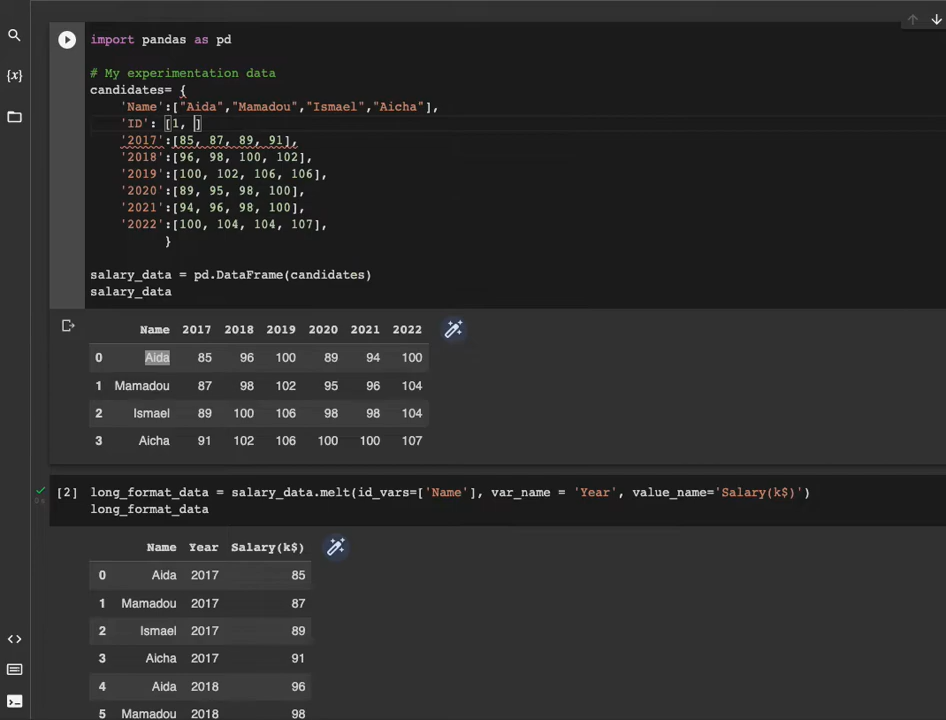 import pandas as pd
# My experimentation data
candidates= {
'Name':["Aida","Mamadou","Ismael","Aicha"],
'ID': [1, ]
'2017':[85, 87, 89, 91],
'2018':[96, 98, 100, 102],
'2019':[100, 102, 106, 106],
'2020':[89, 95, 98, 100],
'2021':[94, 96, 98, 100],
'2022':[100, 104, 104, 107],
}
salary_data = pd.DataFrame(candidates)
salary_data
Name 2017 2018 2019 2020 2021 2022
0 Aida 85 96 100 89 94 100
1 Mamadou 87 98 102 95 96 104
2 Ismael 89 100 106 98 98 104
3 Aicha 91 102 106 100 100 107
[2] long_format_data = salary_data.melt(id_vars=['Name'], var_name = 'Year', value_name='Salary(k$)')
0s
long_format_data
Name Year Salary(k$)
0 Aida 2017 85
1 Mamadou 2017 87
2 Ismael 2017 89
3 Aicha 2017 91
4 Aida 2018 96
5 Mamadou 2018 98